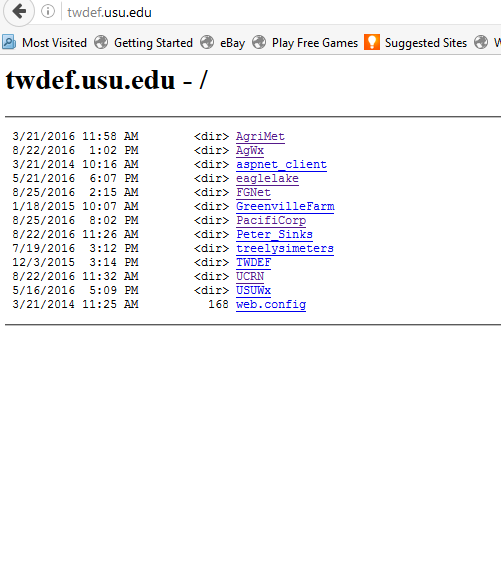 twdef.usu.edu
Most Visited Getting Started eBay Play Free Games Suggested Sites W
twdef.usu.edu - /
3/21/2016 11:58 AM <dir> AgriMet
8/22/2016 1:02 PM <dir> AgWx
3/21/2014 10:16 AM <dir> aspnet_client
5/21/2016 6:07 PM <dir> eaglelake
8/25/2016 2:15 AM <dir> FGNet
1/18/2015 10:07 AM <dir> GreenvilleFarm
8/25/2016 8:02 PM <dir> PacifiCorp
8/22/2016 11:26 AM <dir> Peter_Sinks
7/19/2016 3:12 PM <dir> treelysimeters
12/3/2015 3:14 PM <dir> TWDEF
8/22/2016 11:32 AM <dir> UCRN
5/16/2016 5:09 PM <dir> USUWx
3/21/2014 11:25 AM 168 web.config